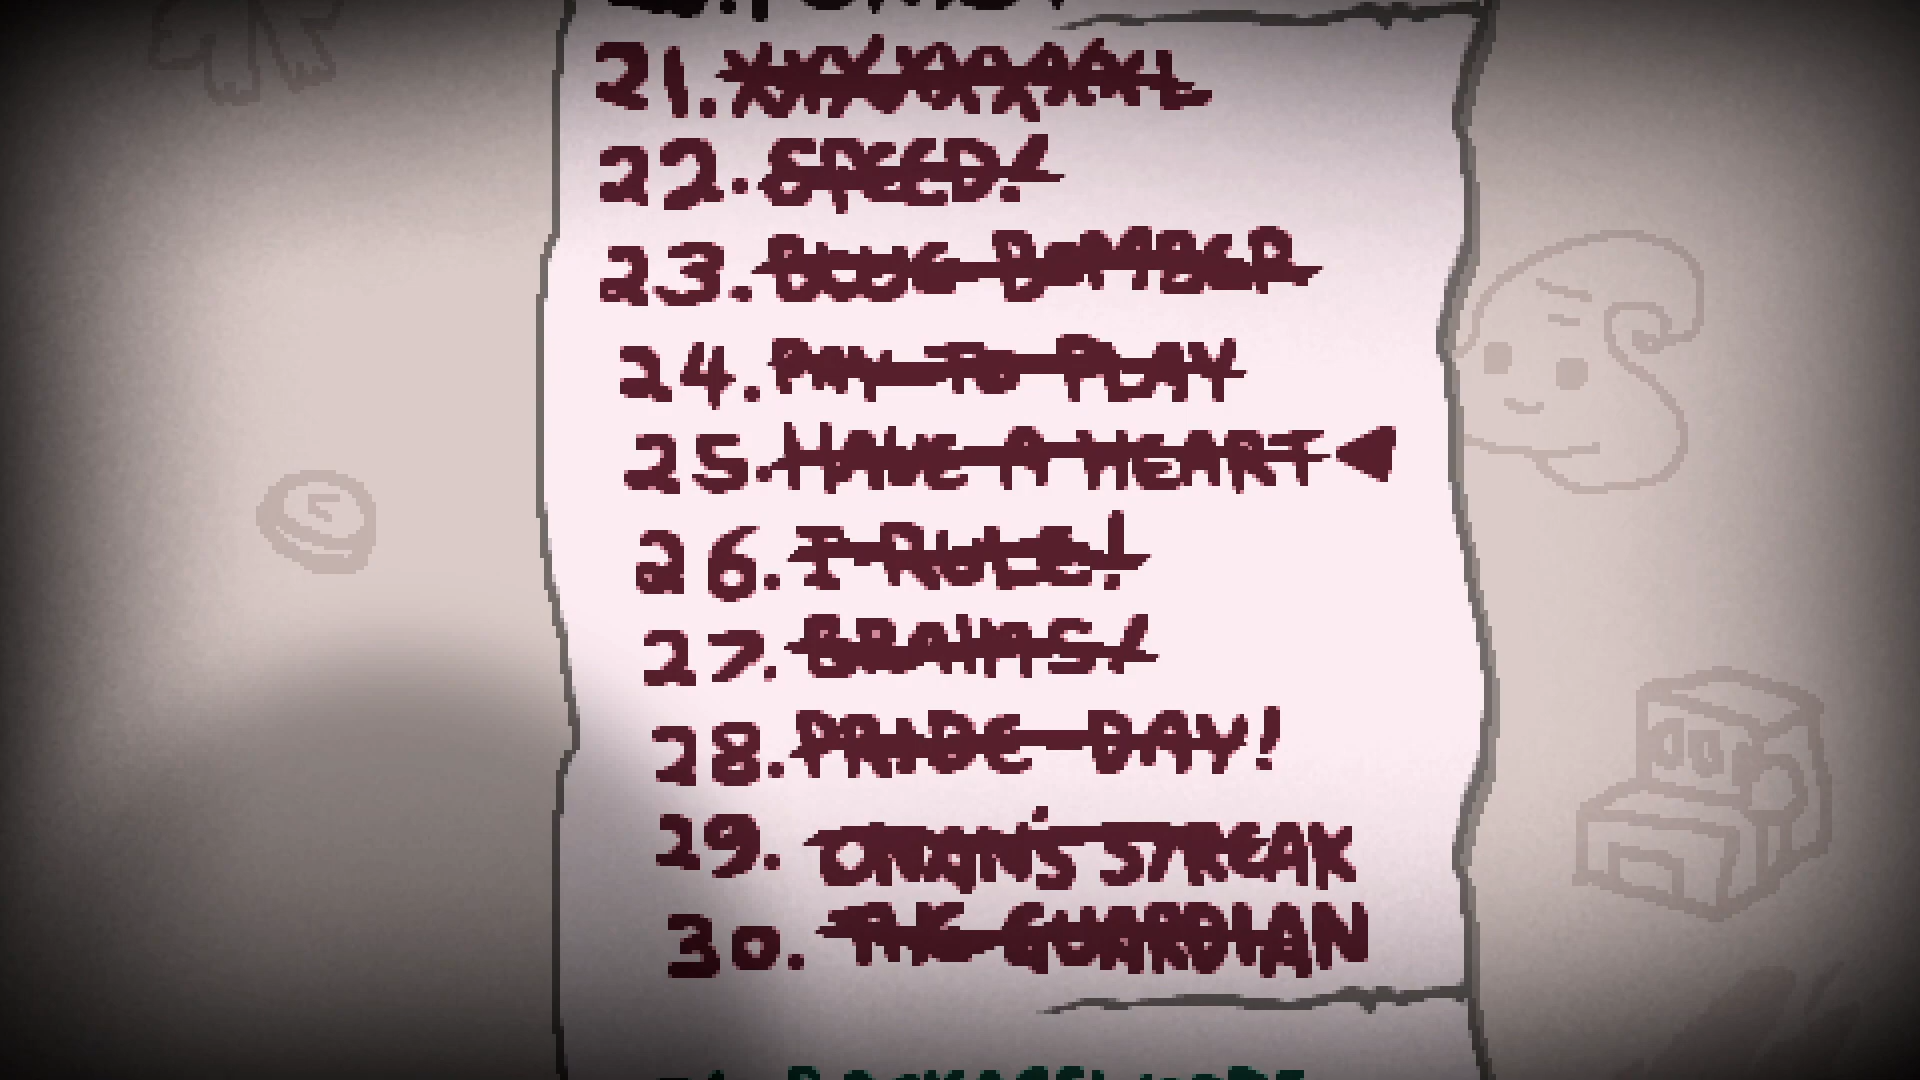 21. XXXXXXXXL
22. SPEED!
23. BLUE BOMBER
24. PAY TO PLAY
25. HAVE A HEART
26. I RULE!
27. BRAINS!
28. PRIDE DAY!
29. ONAN'S STREAK
30. THE GUARDIAN